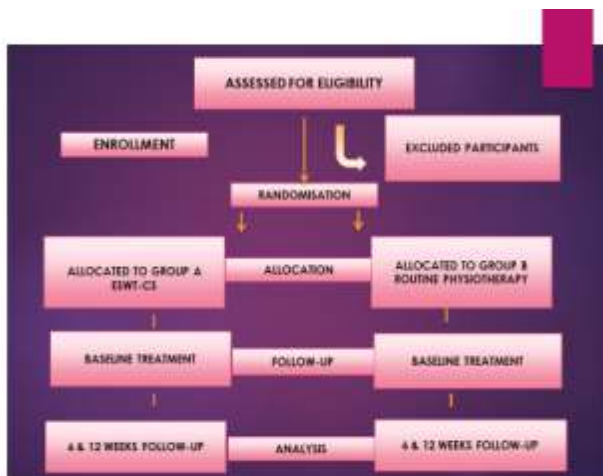 ASSESSED FOR ELIGIBILITY
ENROLLMENT
EXCLUDED PARTICIPANTS
RANDOMISATION
ALLOCATED TO GROUP A
ESWT-CS
ALLOCATION
ALLOCATED TO GROUP B
ROUTINE PHYSIOTHERAPY
BASELINE TREATMENT
FOLLOW-UP
BASELINE TREATMENT
6 & 12 WEEKS FOLLOW-UP
ANALYSIS
6 & 12 WEEKS FOLLOW-UP